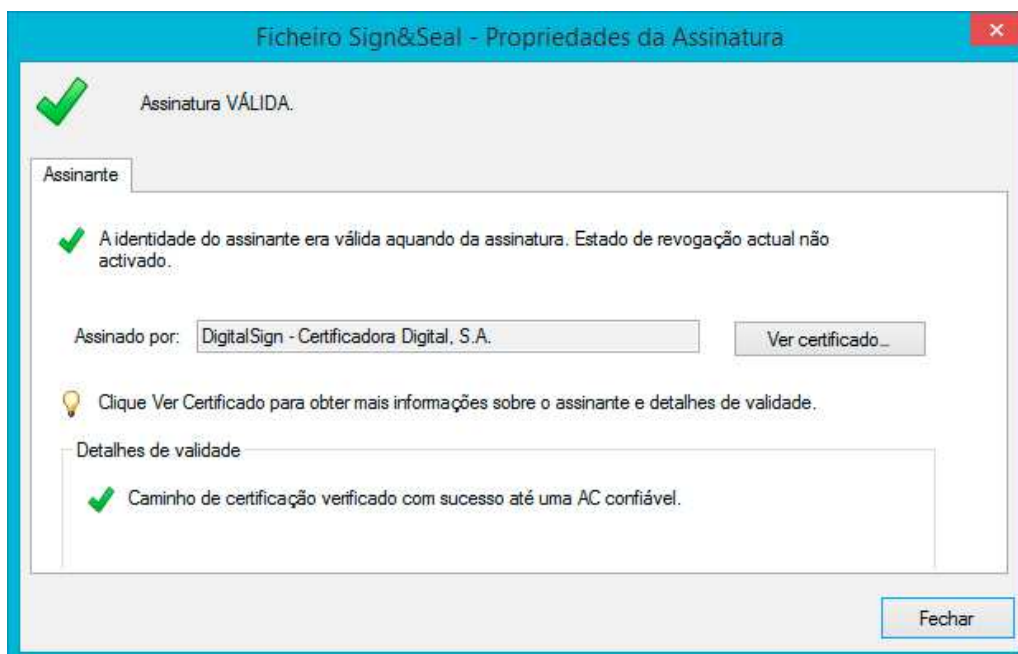 Ficheiro Sign&Seal - Propriedades da Assinatura
Assinatura VÁLIDA.
Assinante
A identidade do assinante era válida aquando da assinatura. Estado de revogação actual não
activado.
Assinado por: DigitalSign - Certificadora Digital, S.A. Ver certificado...
Clique Ver Certificado para obter mais informações sobre o assinante e detalhes de validade.
Detalhes de validade
Caminho de certificação verificado com sucesso até uma AC confiável.
Fechar